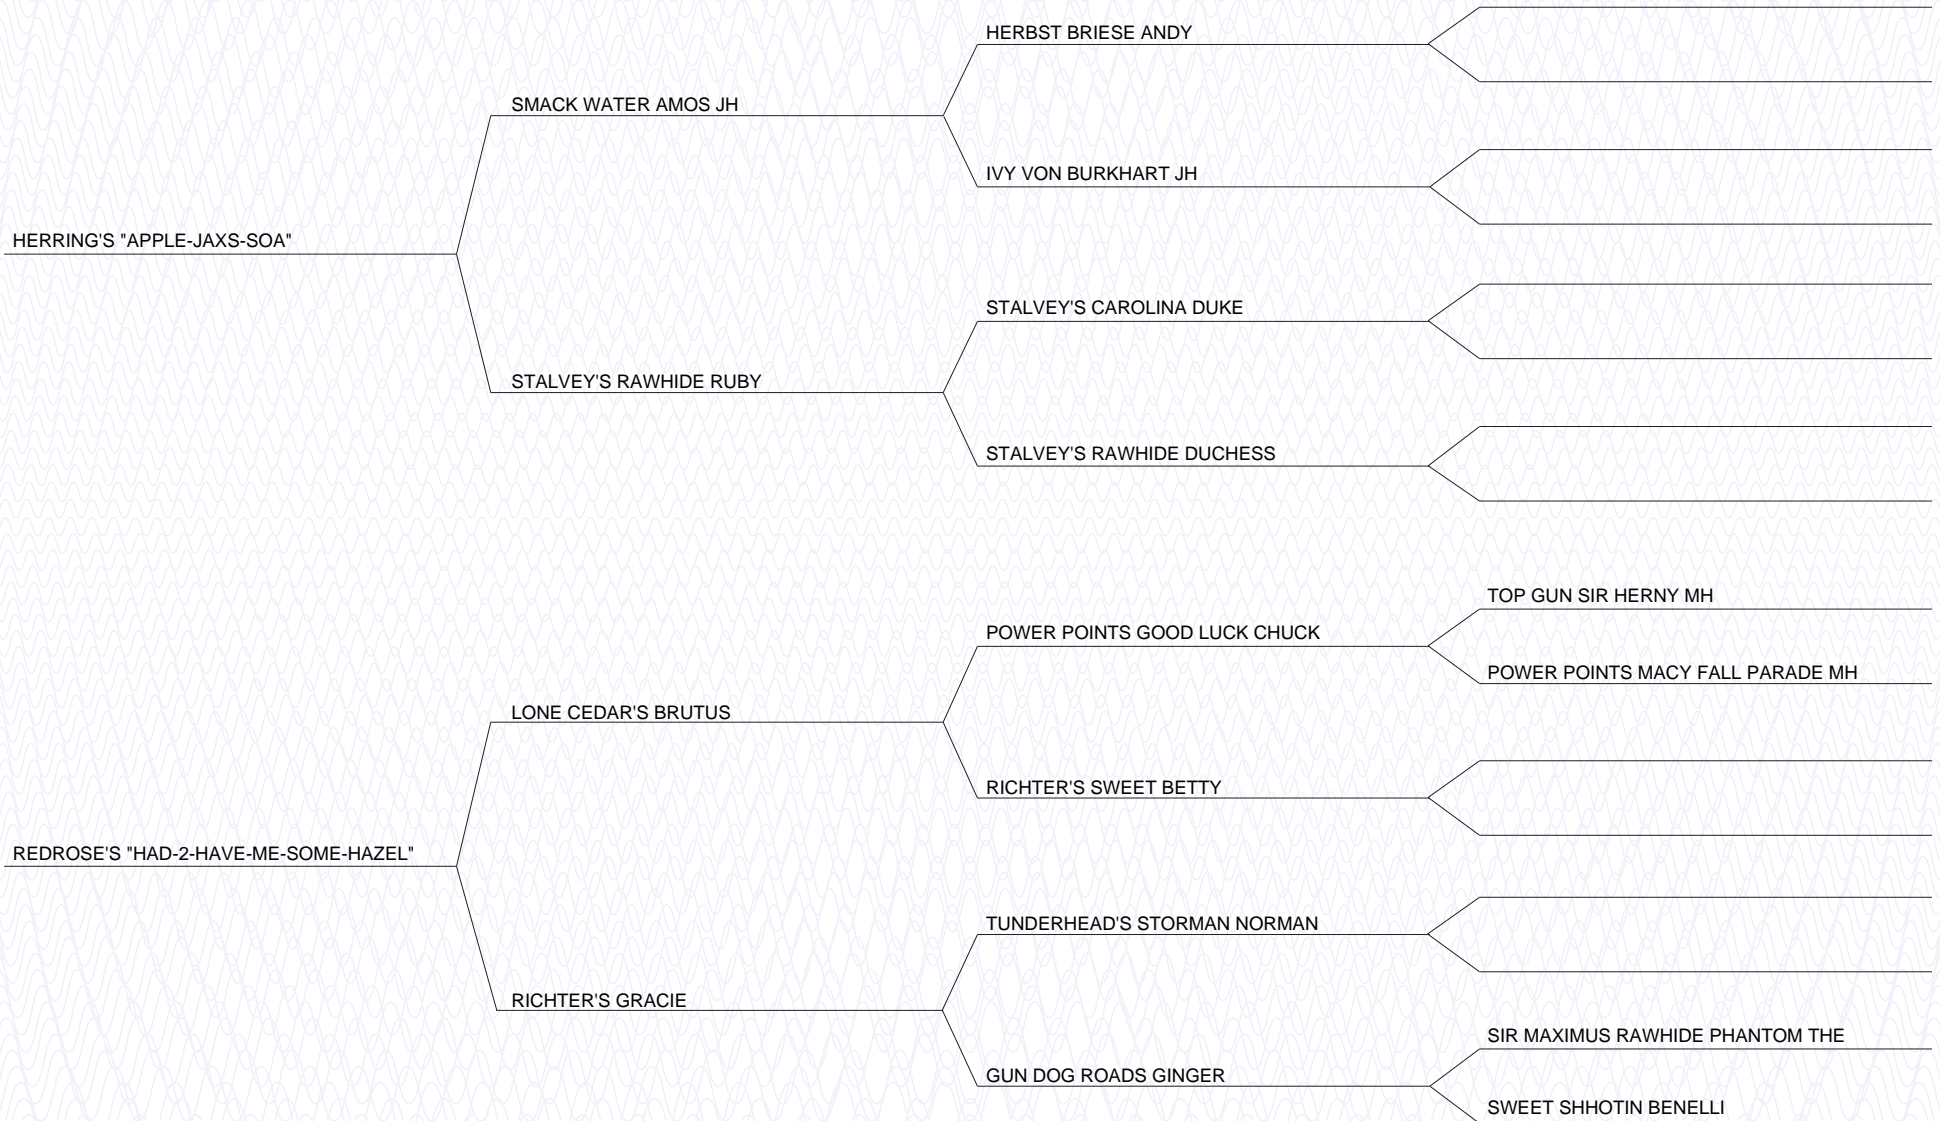 HERBST BRIESE ANDY
SMACK WATER AMOS JH
IVY VON BURKHART JH
HERRING'S "APPLE-JAXS-SOA"
STALVEY'S CAROLINA DUKE
STALVEY'S RAWHIDE RUBY
STALVEY'S RAWHIDE DUCHESS
TOP GUN SIR HERNY MH
POWER POINTS GOOD LUCK CHUCK
POWER POINTS MACY FALL PARADE MH
LONE CEDAR'S BRUTUS
RICHTER'S SWEET BETTY
REDROSE'S "HAD-2-HAVE-ME-SOME-HAZEL"
TUNDERHEAD'S STORMAN NORMAN
RICHTER'S GRACIE
SIR MAXIMUS RAWHIDE PHANTOM THE
GUN DOG ROADS GINGER
SWEET SHHOTIN BENELLI